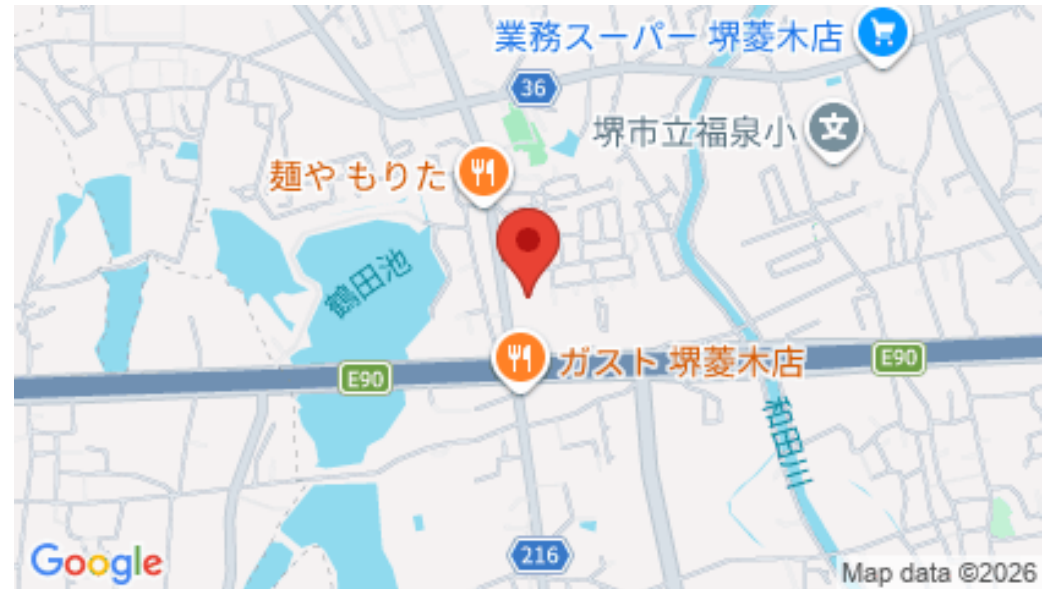 業務スーパー 堺菱木店
36
堺市立福泉小
麺や もりた
鶴田池
ガスト 堺菱木店
E90
E90
和田川
216
Google
Map data ©2026